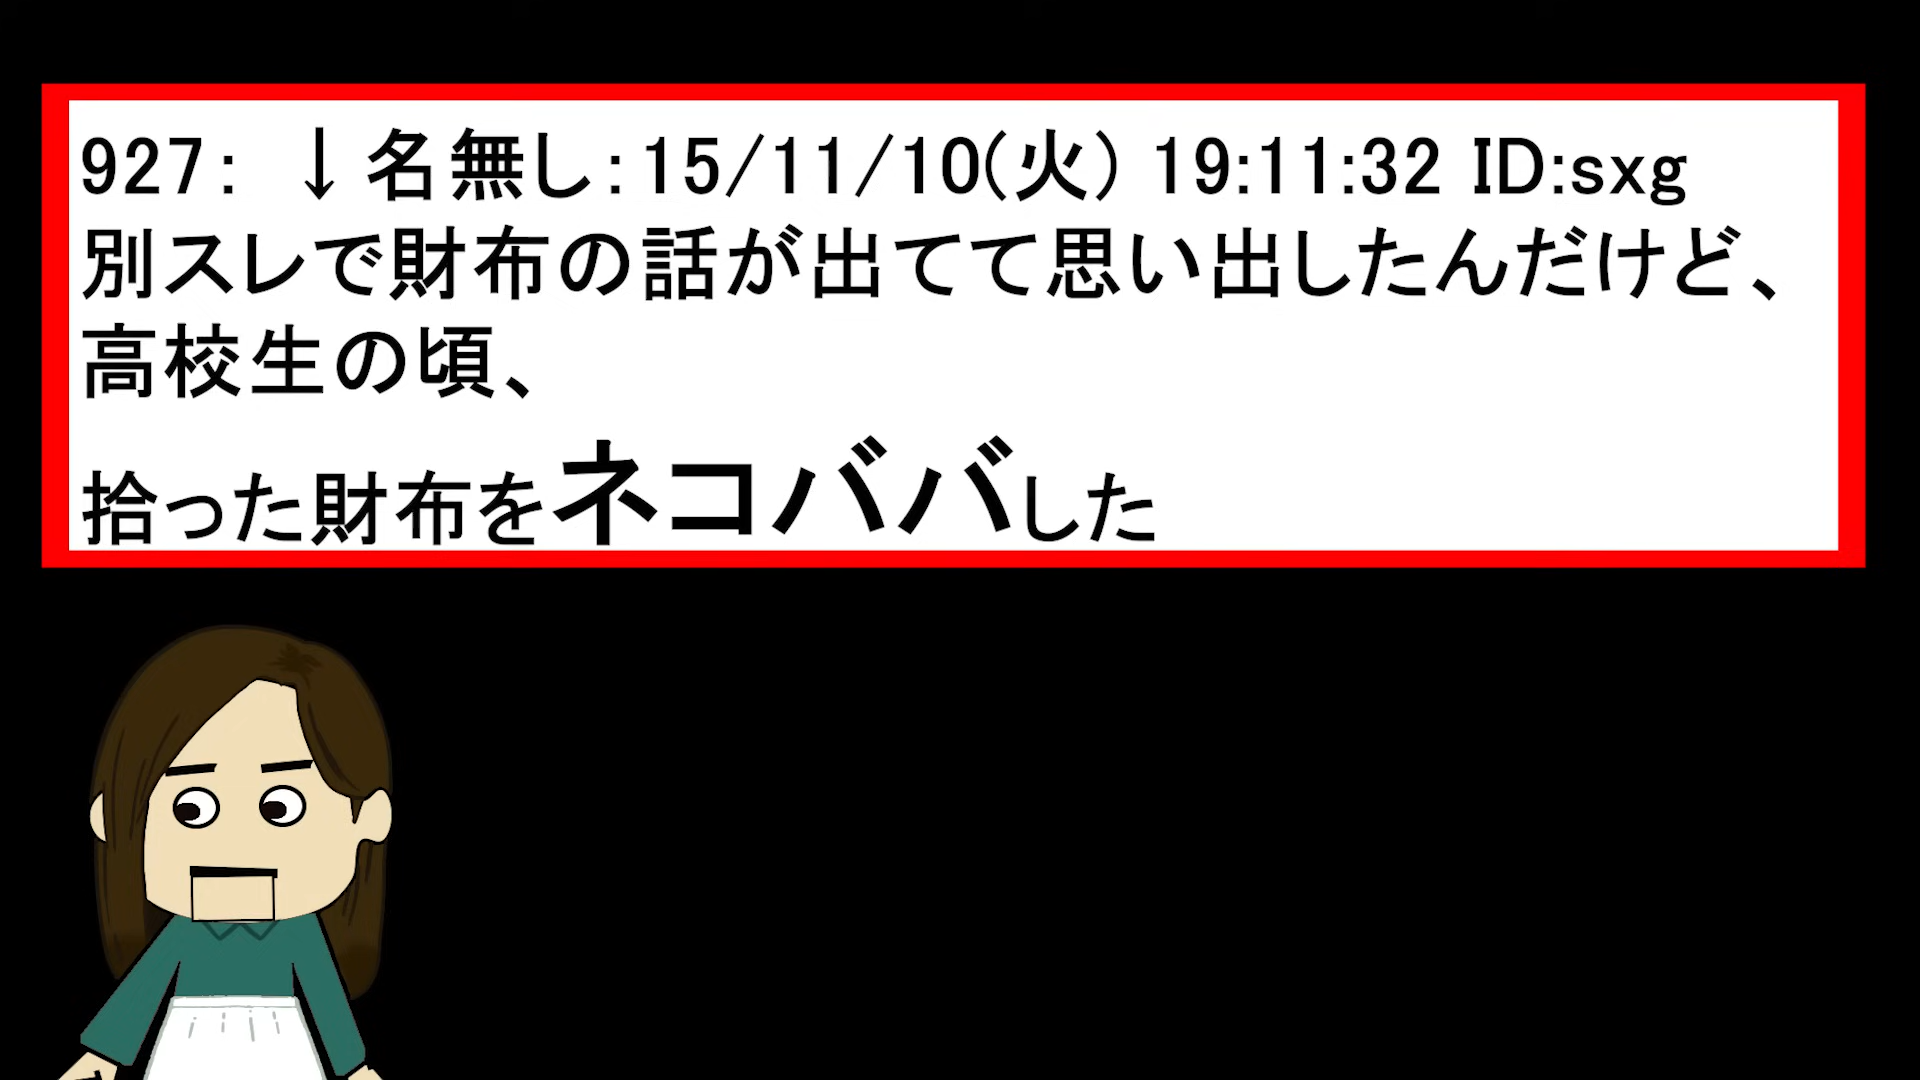 927: ↓名無し:15/11/10(火) 19:11:32 ID:sxg
別スレで財布の話が出てて思い出したんだけど、
高校生の頃、
拾った財布をネコババした